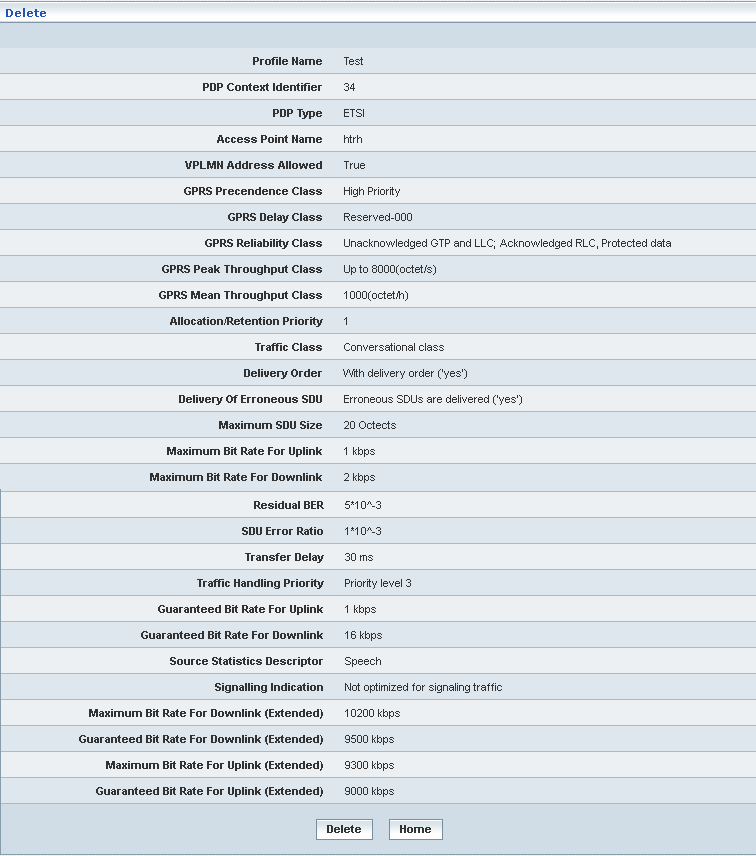 Delete
Profile Name Test
PDP Context Identifier 34
PDP Type ETSI
Access Point Name htrh
VPLMN Address Allowed True
GPRS Precendence Class High Priority
GPRS Delay Class Reserved-000
GPRS Reliability Class Unacknowledged GTP and LLC; Acknowledged RLC, Protected data
GPRS Peak Throughput Class Up to 8000(octet/s)
GPRS Mean Throughput Class 1000(octet/h)
Allocation/Retention Priority 1
Traffic Class Conversational class
Delivery Order With delivery order ('yes')
Delivery Of Erroneous SDU Erroneous SDUs are delivered ('yes')
Maximum SDU Size 20 Octects
Maximum Bit Rate For Uplink 1 kbps
Maximum Bit Rate For Downlink 2 kbps
Residual BER 5*10^-3
SDU Error Ratio 1*10^-3
Transfer Delay 30 ms
Traffic Handling Priority Priority level 3
Guaranteed Bit Rate For Uplink 1 kbps
Guaranteed Bit Rate For Downlink 16 kbps
Source Statistics Descriptor Speech
Signalling Indication Not optimized for signaling traffic
Maximum Bit Rate For Downlink (Extended) 10200 kbps
Guaranteed Bit Rate For Downlink (Extended) 9500 kbps
Maximum Bit Rate For Uplink (Extended) 9300 kbps
Guaranteed Bit Rate For Uplink (Extended) 9000 kbps
Delete Home